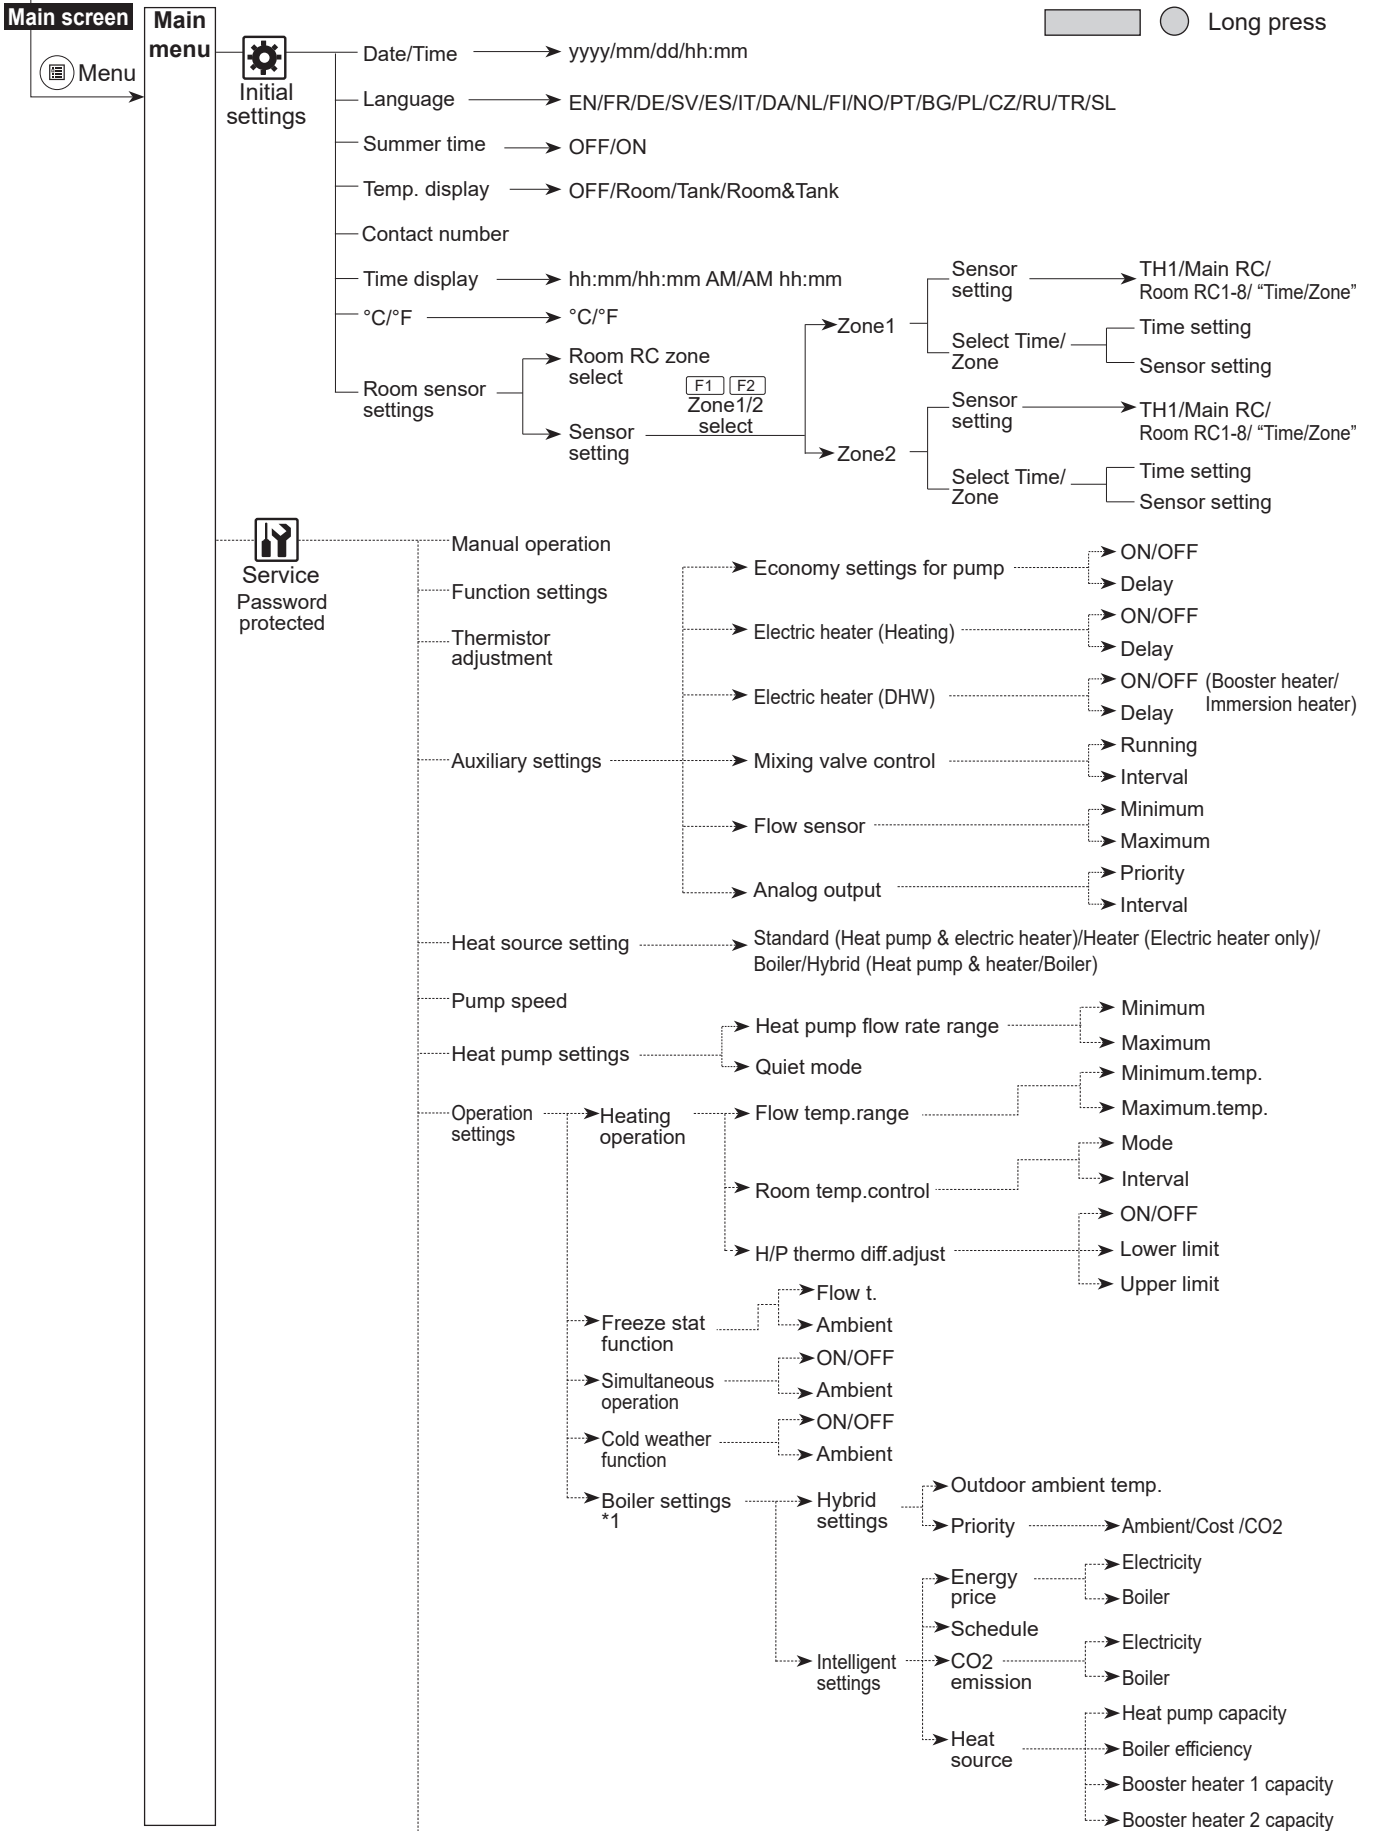 Main screen
Main
menu
Long press
Menu
Initial
settings
Date/Time
yyyy/mm/dd/hh:mm
Language
EN/FR/DE/SV/ES/IT/DA/NL/FI/NO/PT/BG/PL/CZ/RU/TR/SL
Summer time
OFF/ON
Temp. display
OFF/Room/Tank/Room&Tank
Contact number
Time display
hh:mm/hh:mm AM/AM hh:mm
°C/°F
°C/°F
Room sensor
settings
Room RC zone
select
Sensor
setting
F1 F2
Zone1/2
select
Zone1
Sensor
setting
TH1/Main RC/
Room RC1-8/ “Time/Zone”
Select Time/
Zone
Time setting
Sensor setting
Zone2
Sensor
setting
TH1/Main RC/
Room RC1-8/ “Time/Zone”
Select Time/
Zone
Time setting
Sensor setting
Service
Password
protected
Manual operation
Function settings
Thermistor
adjustment
Auxiliary settings
Economy settings for pump
ON/OFF
Delay
Electric heater (Heating)
ON/OFF
Delay
Electric heater (DHW)
ON/OFF (Booster heater/
Immersion heater)
Delay
Mixing valve control
Running
Interval
Flow sensor
Minimum
Maximum
Analog output
Priority
Interval
Heat source setting
Standard (Heat pump & electric heater)/Heater (Electric heater only)/
Boiler/Hybrid (Heat pump & heater/Boiler)
Pump speed
Heat pump settings
Heat pump flow rate range
Minimum
Maximum
Quiet mode
Operation
settings
Heating
operation
Flow temp.range
Minimum.temp.
Maximum.temp.
Room temp.control
Mode
Interval
H/P thermo diff.adjust
ON/OFF
Lower limit
Upper limit
Freeze stat
function
Flow t.
Ambient
Simultaneous
operation
ON/OFF
Ambient
Cold weather
function
ON/OFF
Ambient
Boiler settings
*1
Hybrid
settings
Outdoor ambient temp.
Priority
Ambient/Cost /CO2
Intelligent
settings
Energy
price
Electricity
Boiler
Schedule
CO2
emission
Electricity
Boiler
Heat
source
Heat pump capacity
Boiler efficiency
Booster heater 1 capacity
Booster heater 2 capacity